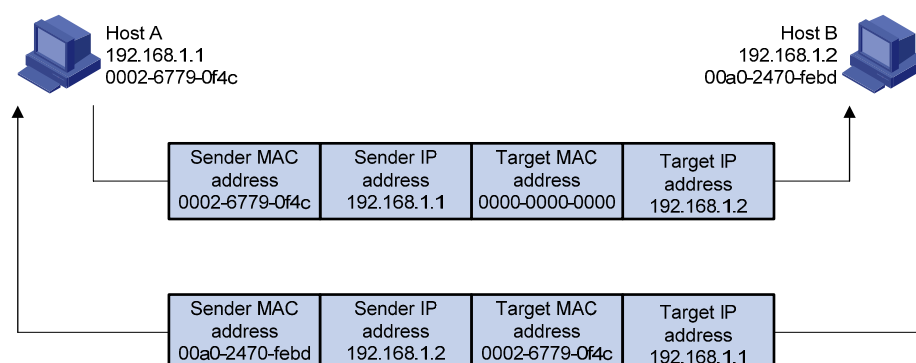 Host A
192.168.1.1
0002-6779-0f4c
Host B
192.168.1.2
00a0-2470-febd
Sender MAC
address
0002-6779-0f4c
Sender IP
address
192.168.1.1
Target MAC
address
0000-0000-0000
Target IP
address
192.168.1.2
Sender MAC
address
00a0-2470-febd
Sender IP
address
192.168.1.2
Target MAC
address
0002-6779-0f4c
Target IP
address
192.168.1.1